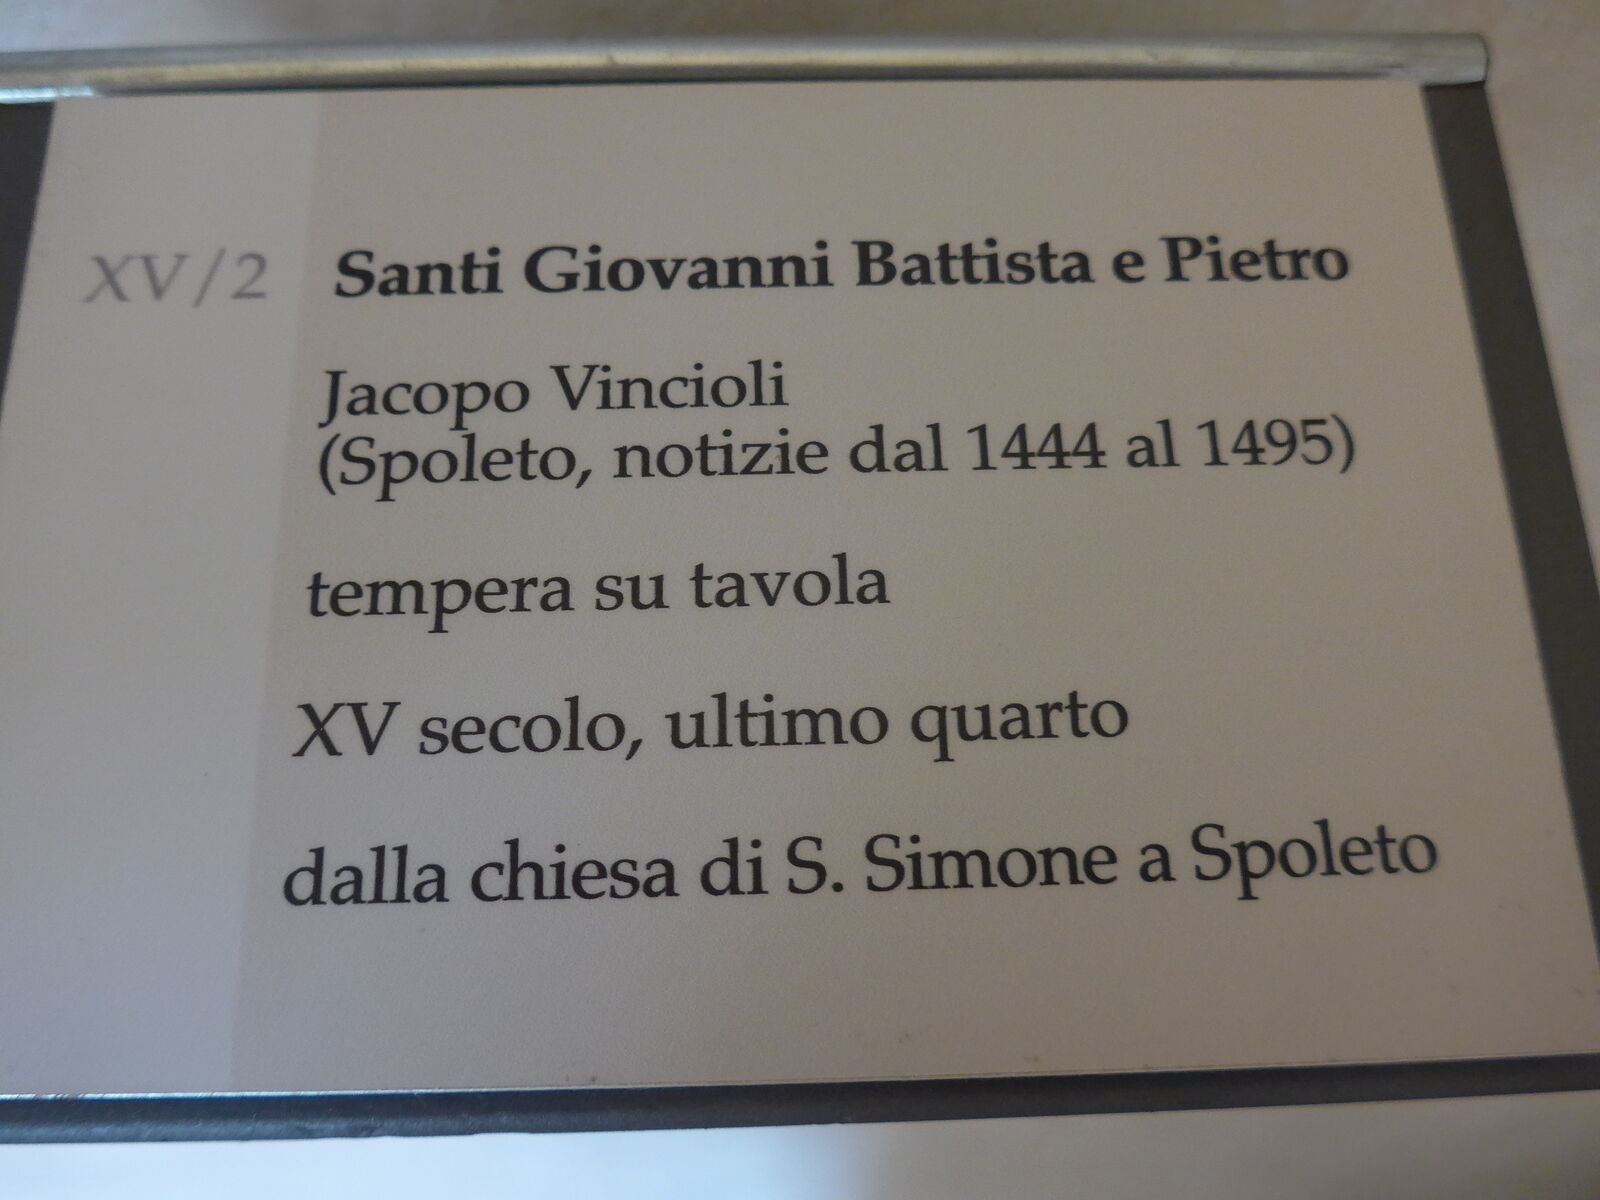 XV/2 Santi Giovanni Battista e Pietro
Jacopo Vincioli
(Spoleto, notizie dal 1444 al 1495)
tempera su tavola
XV secolo, ultimo quarto
dalla chiesa di S. Simone a Spoleto